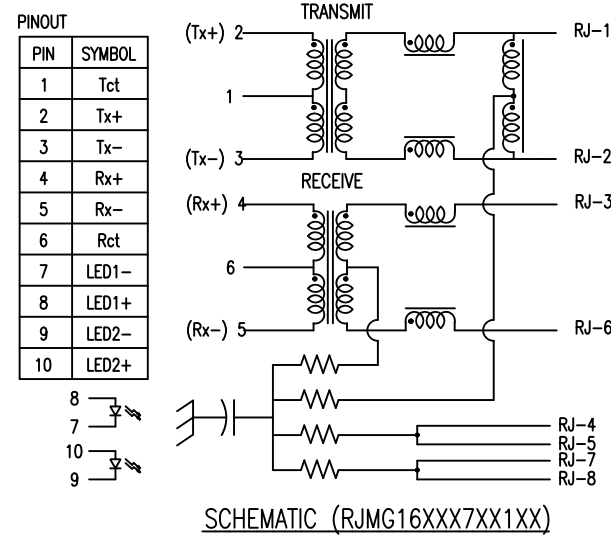 PINOUT
PIN SYMBOL
1 Tct
2 Tx+
3 Tx-
4 Rx+
5 Rx-
6 Rct
7 LED1-
8 LED1+
9 LED2-
10 LED2+
TRANSMIT
(Tx+) 2
RJ-1
1
(Tx-) 3
RJ-2
RECEIVE
(Rx+) 4
RJ-3
6
(Rx-) 5
RJ-6
8
7
10
9
RJ-4
RJ-5
RJ-7
RJ-8
SCHEMATIC (RJMG16XXX7XX1XX)